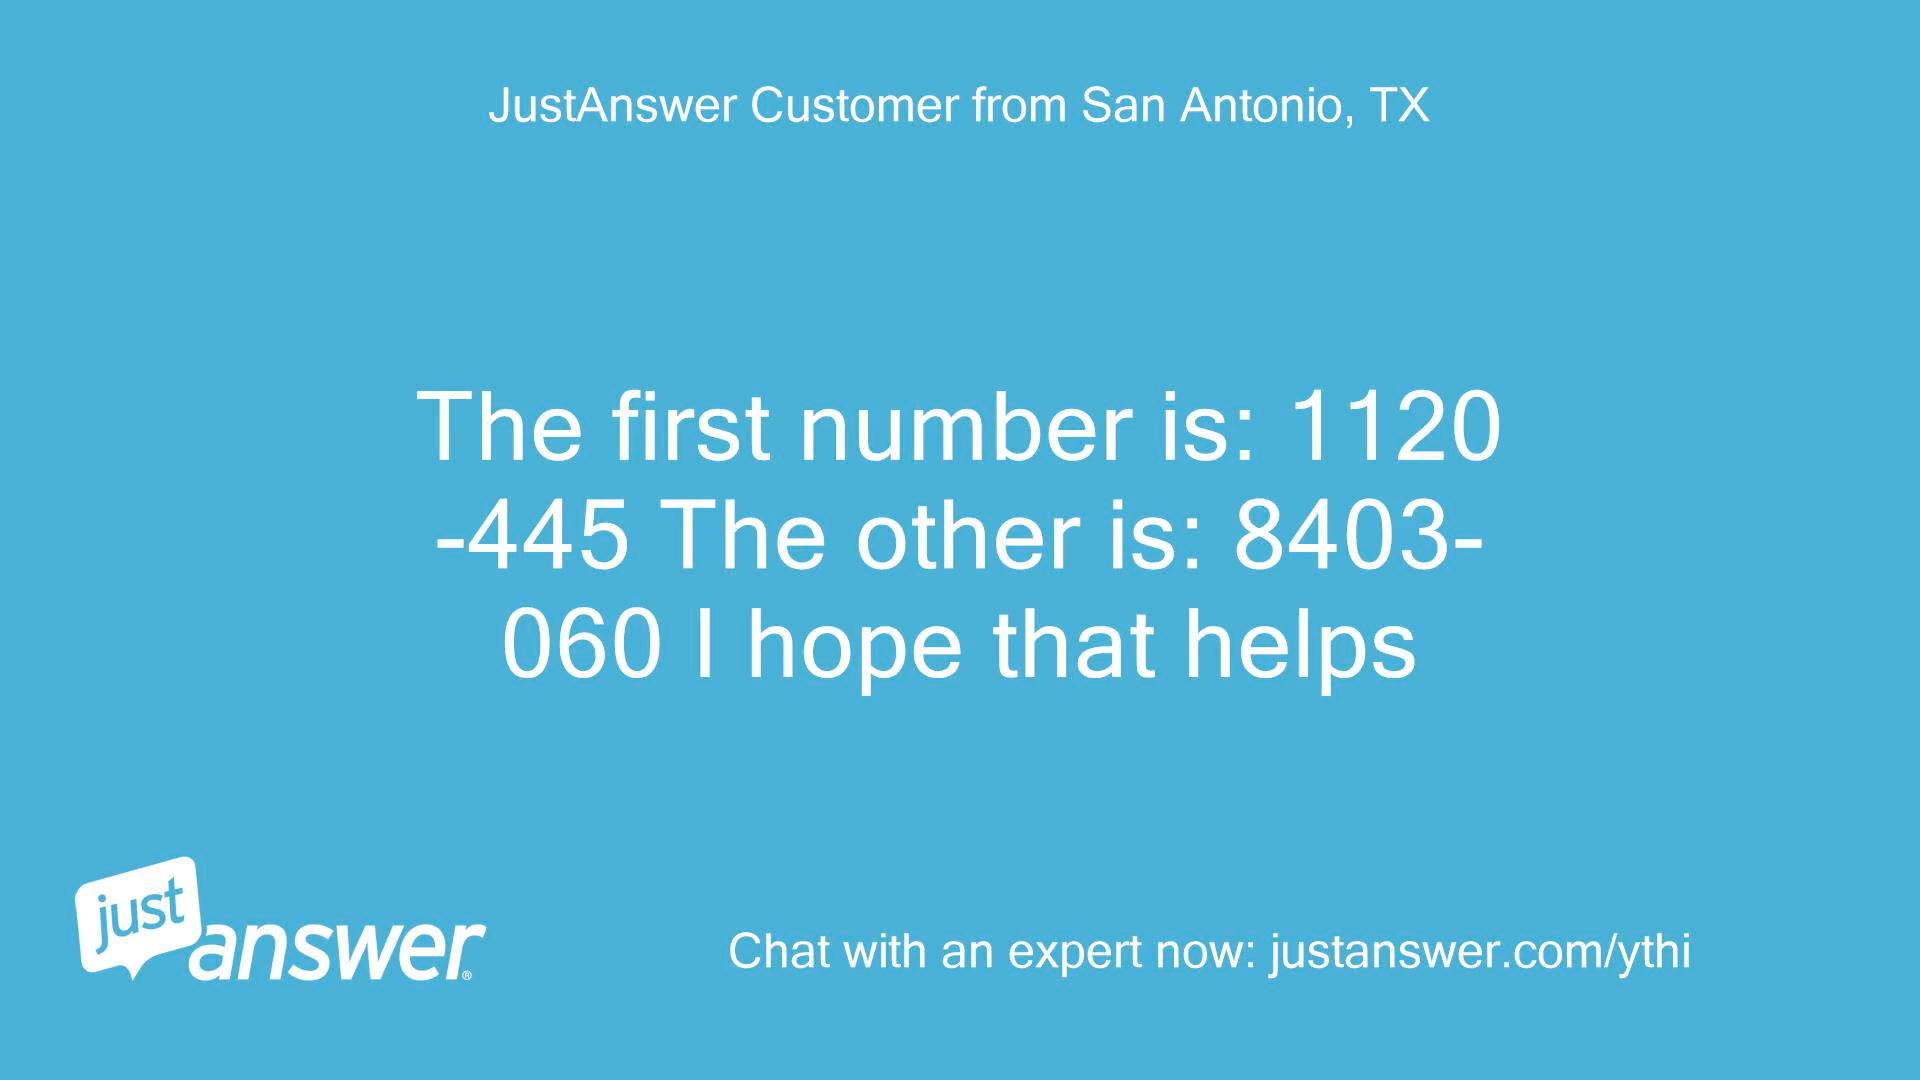 JustAnswer Customer from San Antonio, TX
The first number is: 1120
-445 The other is: 8403-
060 I hope that helps
just
answer®
Chat with an expert now: justanswer.com/ythi